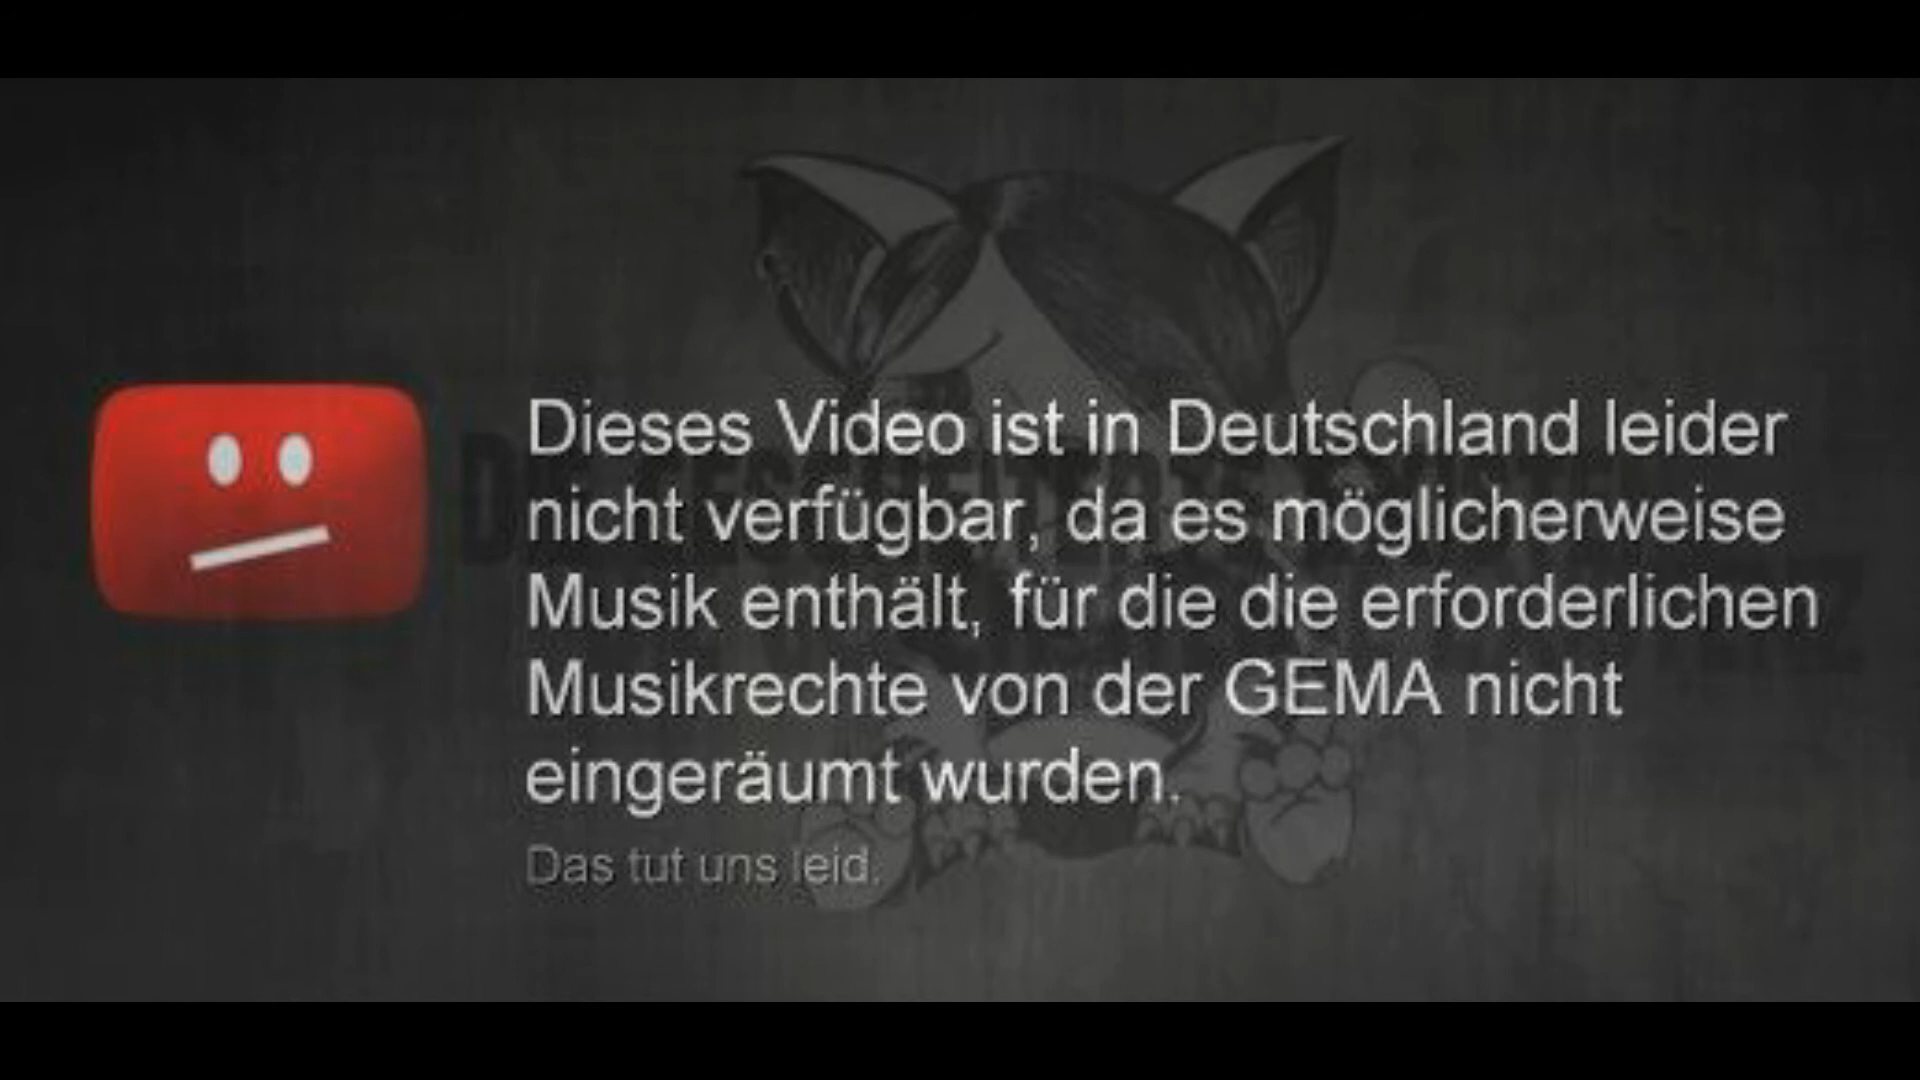 Dieses Video ist in Deutschland leider
nicht verfügbar, da es möglicherweise
Musik enthält, für die die erforderlichen
Musikrechte von der GEMA nicht
eingeräumt wurden.
Das tut uns leid.